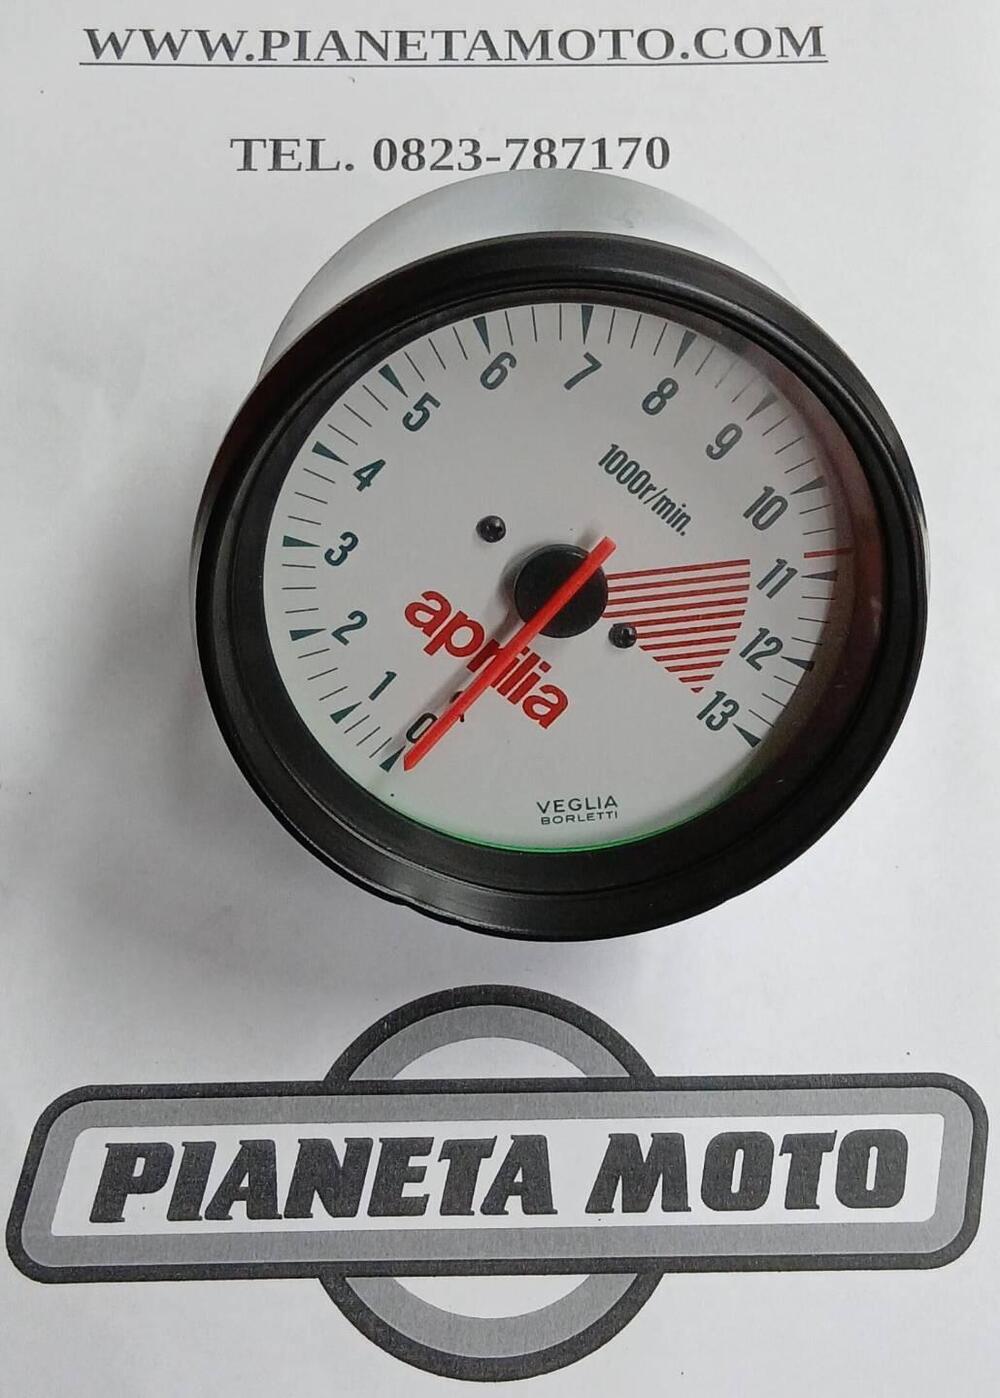 WWW.PIANETAMOTO.COM
TEL. 0823-787170
0
1
2
3
4
5
6
7
8
9
10
11
12
13
1000r/min.
aprilia
VEGLIA
BORLETTI
PIANETA MOTO